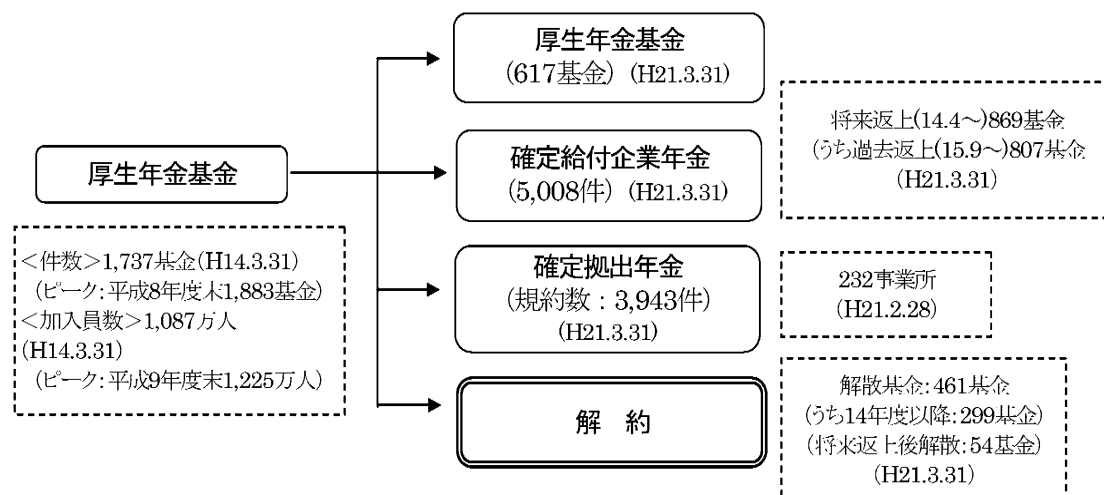 厚生年金基金
<件数>1,737基金(H14.3.31)
(ピーク:平成8年度末1,883基金)
<加入員数>1,087万人
(H14.3.31)
(ピーク:平成9年度末1,225万人)
厚生年金基金
(617基金) (H21.3.31)
確定給付企業年金
(5,008件) (H21.3.31)
将来返上(14.4~)869基金
(うち過去返上(15.9~)807基金
(H21.3.31)
確定拠出年金
(規約数:3,943件)
(H21.3.31)
232事業所
(H21.2.28)
解 約
解散基金:461基金
(うち14年度以降:299基金)
(将来返上後解散:54基金)
(H21.3.31)